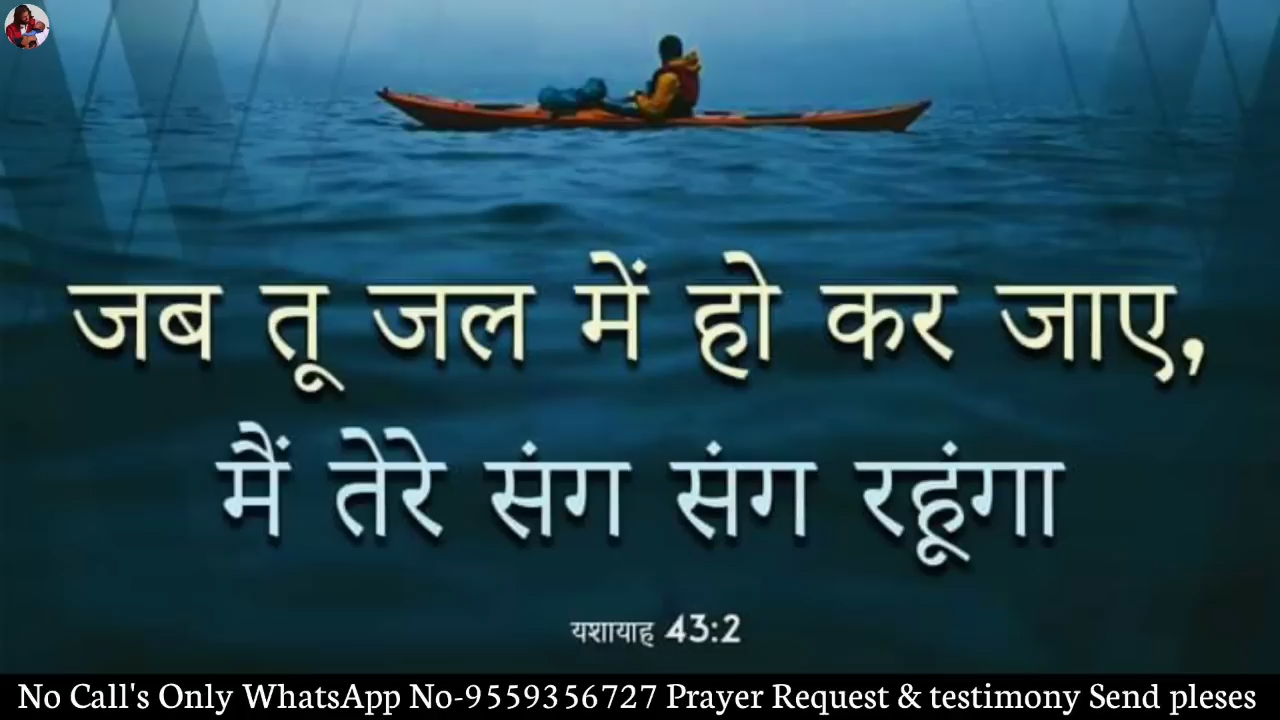 जब तू जल में हो कर जाए,
मैं तेरे संग संग रहूंगा
यशायाह 43:2
No Call's Only WhatsApp No-9559356727 Prayer Request & testimony Send pleses